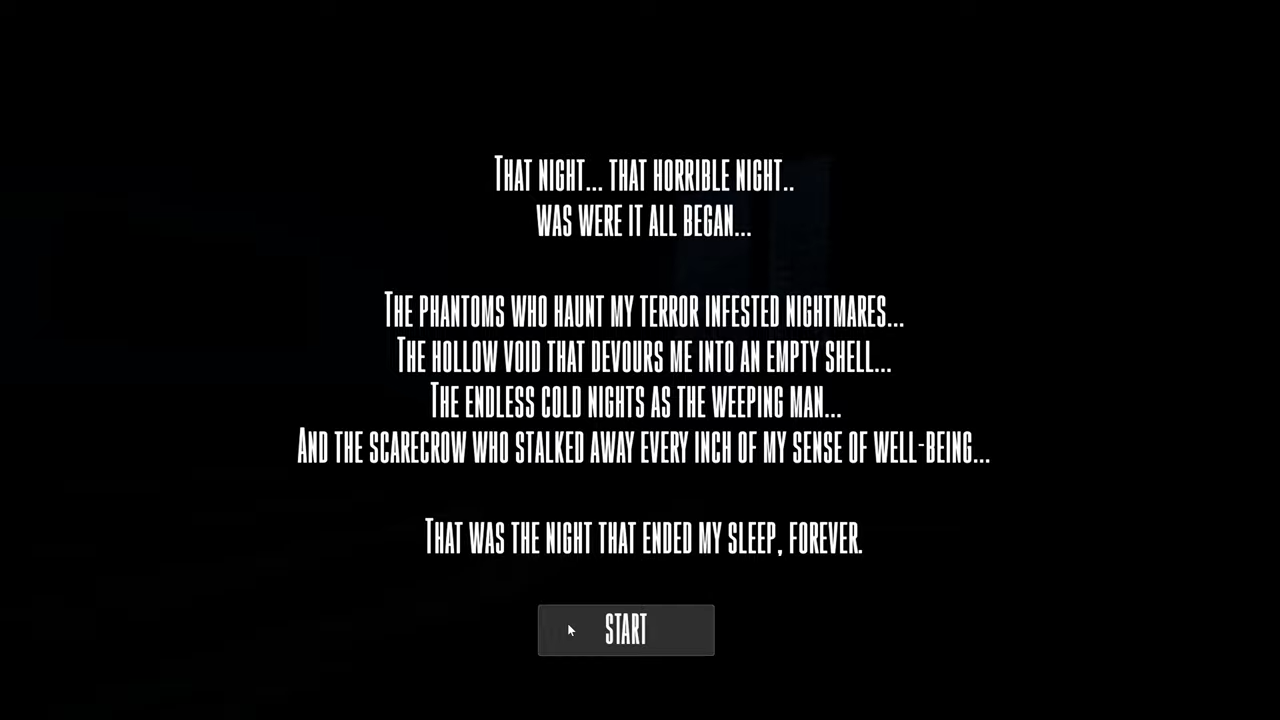 That night... that horrible night..
was were it all began...
The phantoms who haunt my terror infested nightmares...
The hollow void that devours me into an empty shell...
The endless cold nights as the weeping man...
And the scarecrow who stalked away every inch of my sense of well-being...
That was the night that ended my sleep, forever.
START